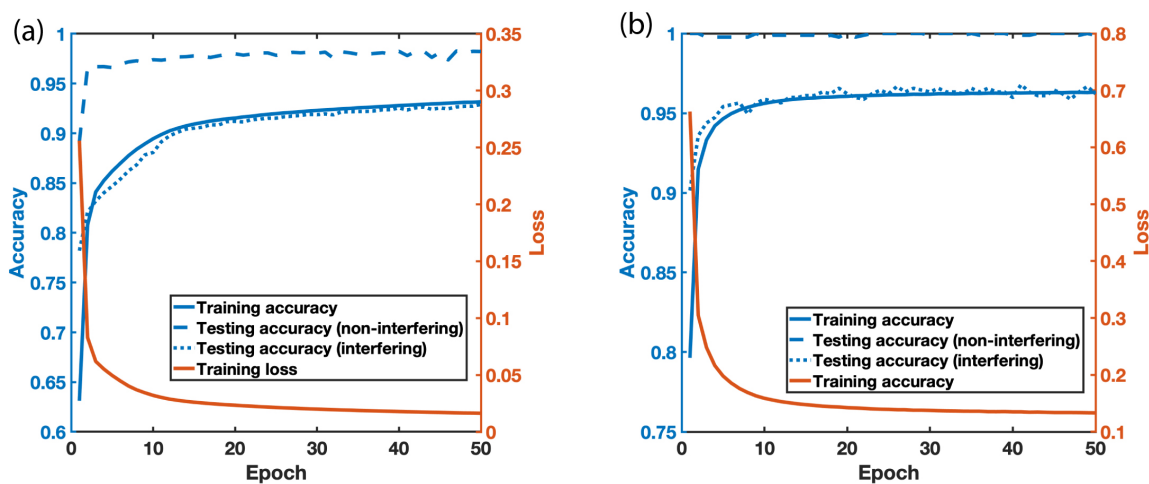 (a)
1
0.95
0.9
0.85
0.8
0.75
0.7
0.65
0.6
Accuracy
0.35
0.3
0.25
0.2
0.15
0.1
0.05
0
Loss
Training accuracy
Testing accuracy (non-interfering)
Testing accuracy (interfering)
Training loss
0 10 20 30 40 50
Epoch
(b)
1
0.95
0.9
0.85
0.8
0.75
Accuracy
0.8
0.7
0.6
0.5
0.4
0.3
0.2
0.1
Loss
Training accuracy
Testing accuracy (non-interfering)
Testing accuracy (interfering)
Training accuracy
0 10 20 30 40 50
Epoch